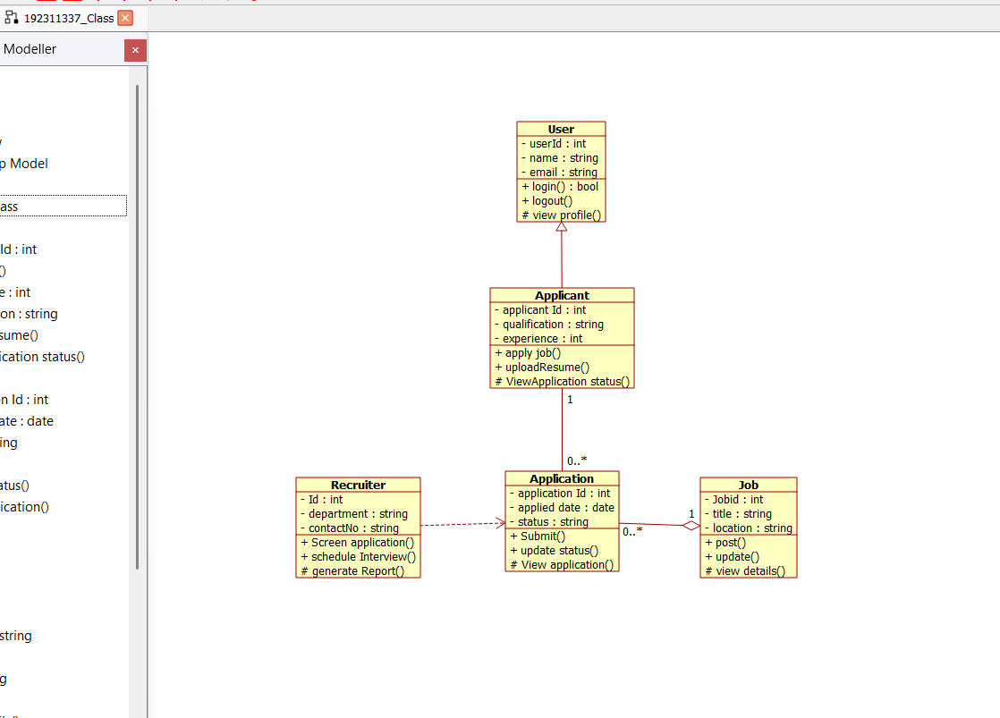 192311337_Class
Modeller
p Model
ass
Id : int
()
e : int
on : string
sume()
ication status()
n Id : int
ate : date
ing
atus()
ication()
string
g
User
- userId : int
- name : string
- email : string
+ login() : bool
+ logout()
# view profile()
Applicant
- applicant Id : int
- qualification : string
- experience : int
+ apply job()
+ uploadResume()
# ViewApplication status()
1
0..*
Recruiter
- Id : int
- department : string
- contactNo : string
+ Screen application()
+ schedule Interview()
# generate Report()
Application
- application Id : int
- applied date : date
- status : string
+ Submit()
+ update status()
# View application()
0..*
1
Job
- Jobid : int
- title : string
- location : string
+ post()
+ update()
# view details()